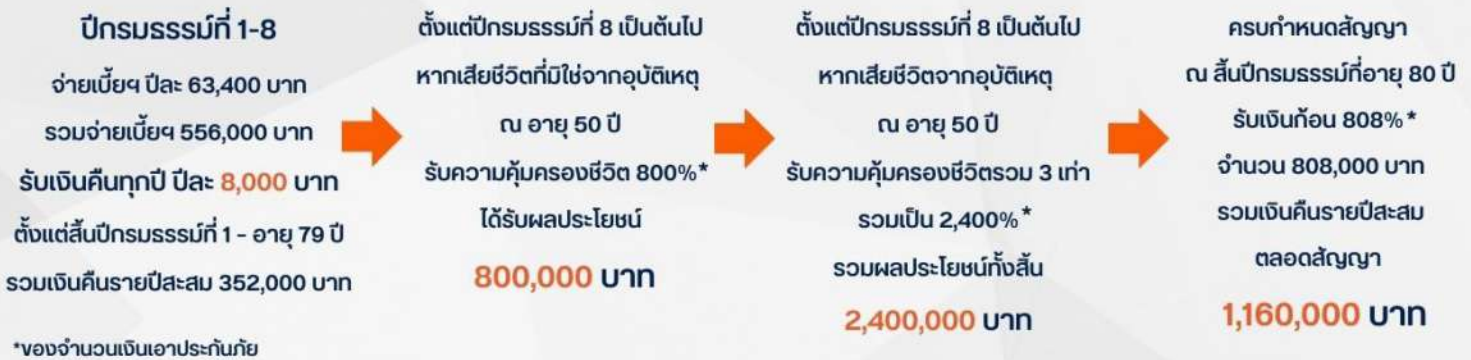 ปีกรมธรรม์ที่ 1-8
จ่ายเบี้ยฯ ปีละ 63,400 บาท
รวมจ่ายเบี้ยฯ 556,000 บาท
รับเงินคืนทุกปี ปีละ 8,000 บาท
ตั้งแต่สิ้นปีกรมธรรม์ที่ 1 - อายุ 79 ปี
รวมเงินคืนรายปีสะสม 352,000 บาท
*ของจำนวนเงินเอาประกันภัย
ตั้งแต่ปีกรมธรรม์ที่ 8 เป็นต้นไป
หากเสียชีวิตที่มิใช่จากอุบัติเหตุ
ณ อายุ 50 ปี
รับความคุ้มครองชีวิต 800%*
ได้รับผลประโยชน์
800,000 บาท
ตั้งแต่ปีกรมธรรม์ที่ 8 เป็นต้นไป
หากเสียชีวิตจากอุบัติเหตุ
ณ อายุ 50 ปี
รับความคุ้มครองชีวิตรวม 3 เท่า
รวมเป็น 2,400%*
รวมผลประโยชน์ทั้งสิ้น
2,400,000 บาท
ครบกำหนดสัญญา
ณ สิ้นปีกรมธรรม์ที่อายุ 80 ปี
รับเงินก้อน 808%*
จำนวน 808,000 บาท
รวมเงินคืนรายปีสะสม
ตลอดสัญญา
1,160,000 บาท